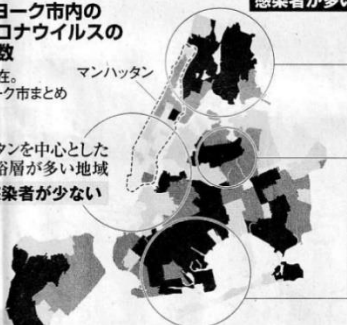 ヨーク市内の
ロナウイルスの
数
在。
ーク市まとめ
感染者が多い
マンハッタン
タンを中心とした
裕層が多い地域
染者が少ない